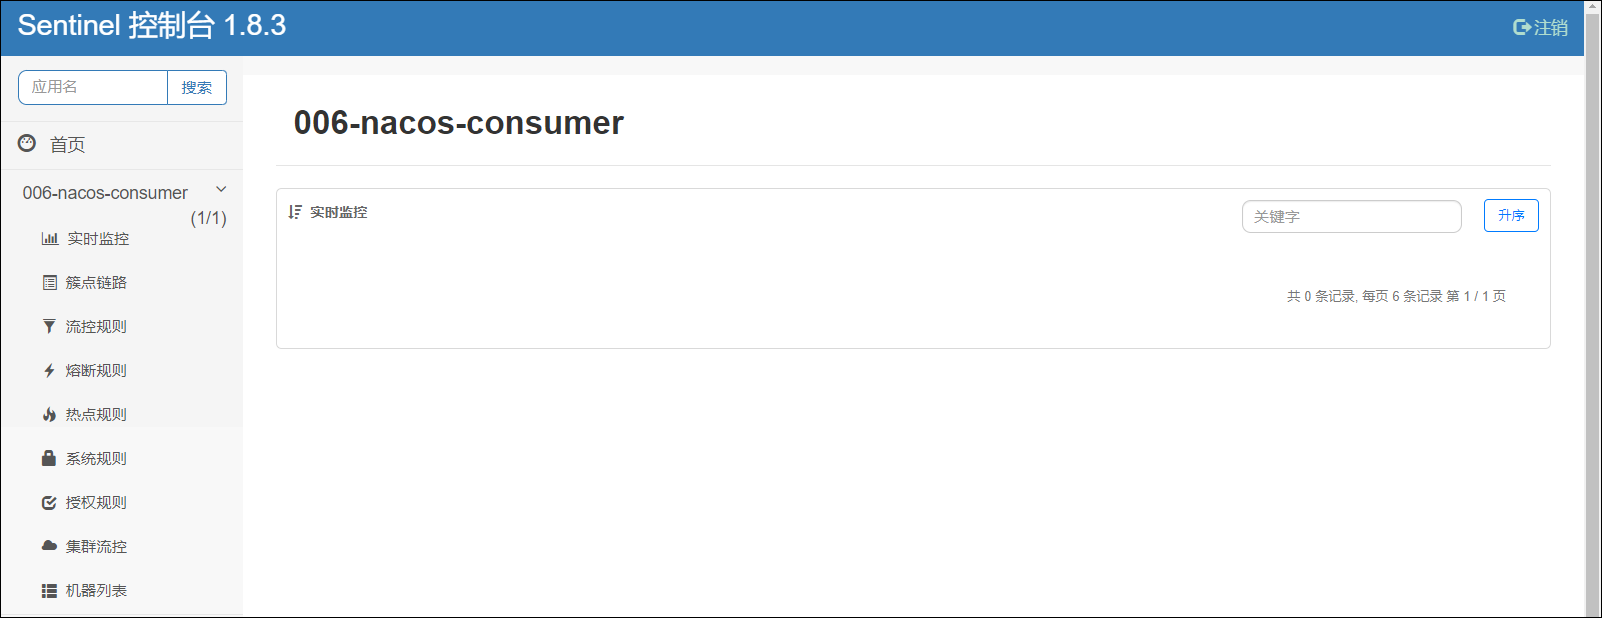 Sentinel 控制台 1.8.3
注销
应用名
搜索
首页
006-nacos-consumer
(1/1)
实时监控
簇点链路
流控规则
熔断规则
热点规则
系统规则
授权规则
集群流控
机器列表
006-nacos-consumer
实时监控
关键字
升序
共 0 条记录, 每页 6 条记录 第 1 / 1 页